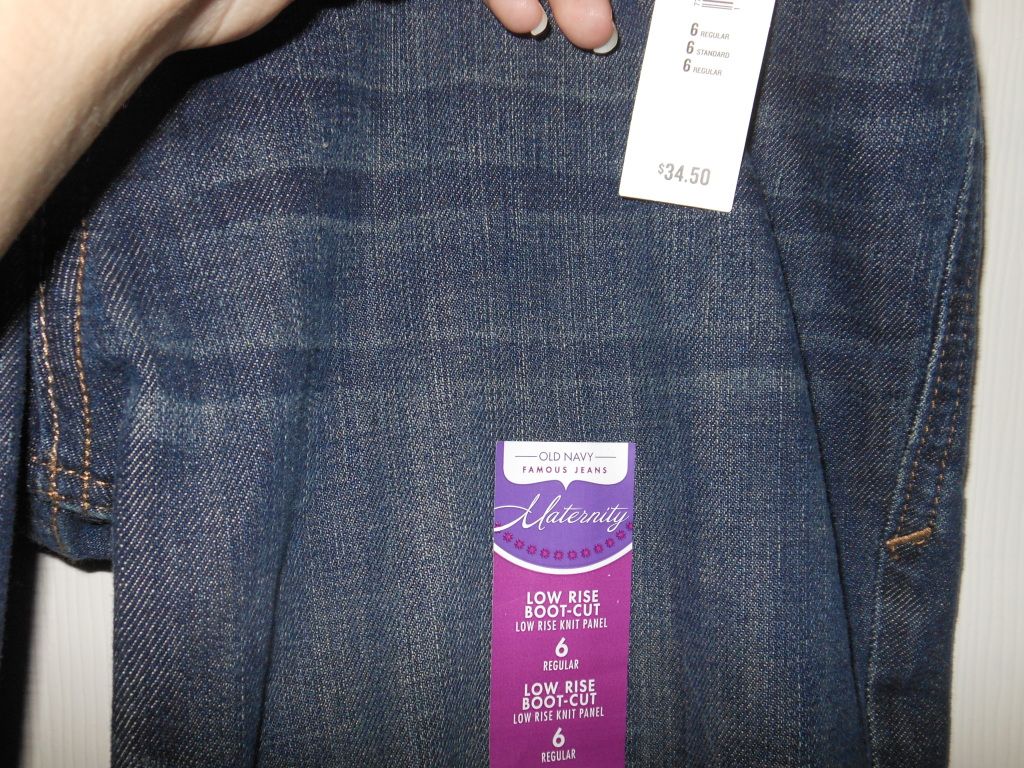 6 REGULAR
6 STANDARD
6 REGULAR
$34.50
OLD NAVY
FAMOUS JEANS
Maternity
LOW RISE
BOOT-CUT
LOW RISE KNIT PANEL
6
REGULAR
LOW RISE
BOOT-CUT
LOW RISE KNIT PANEL
6
REGULAR